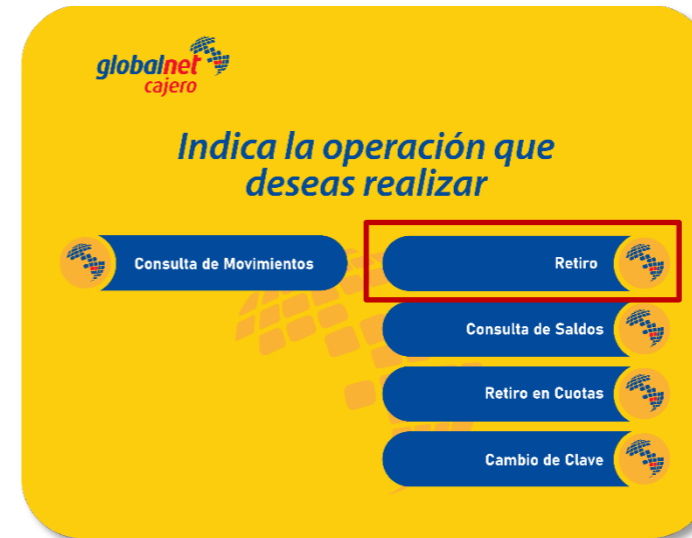 globalnet
cajero
Indica la operación que
deseas realizar
Consulta de Movimientos
Retiro
Consulta de Saldos
Retiro en Cuotas
Cambio de Clave